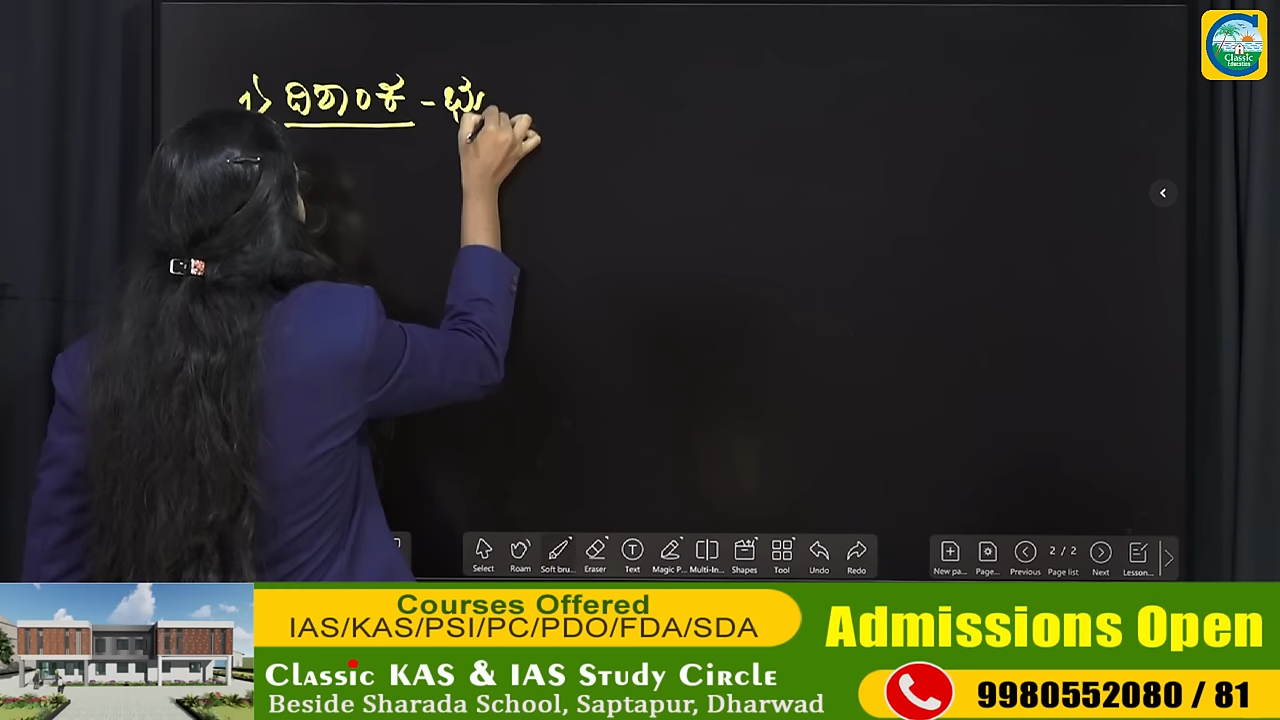 1) ದಿಶಾಂಕ -
Classic
Education
Select Roam Soft bru... Eraser Text Magic P... Multi-In... Shapes Tool Undo Redo
New pa... Page... Previous 2 / 2 Page list Next Lesson...
Courses Offered
IAS/KAS/PSI/PC/PDO/FDA/SDA
Classic KAS & IAS Study Circle
Beside Sharada School, Saptapur, Dharwad
Admissions Open
9980552080 / 81